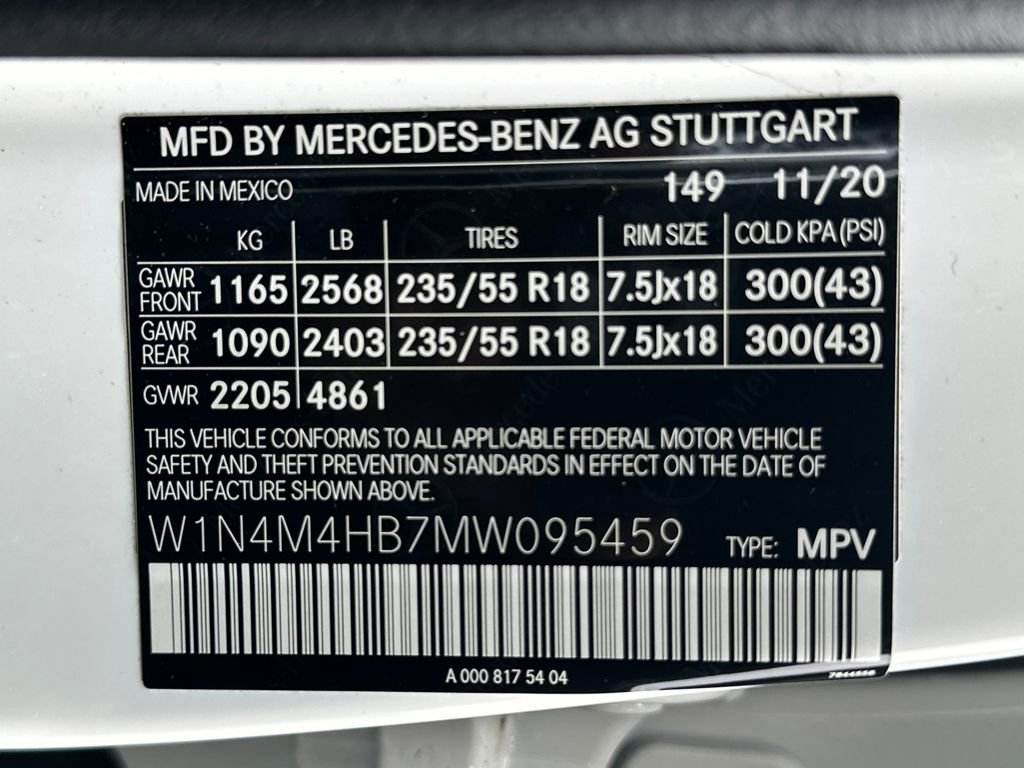 MFD BY MERCEDES-BENZ AG STUTTGART
MADE IN MEXICO 149 11/20
KG LB TIRES RIM SIZE COLD KPA (PSI)
GAWR FRONT 1165 2568 235/55 R18 7.5Jx18 300(43)
GAWR REAR 1090 2403 235/55 R18 7.5Jx18 300(43)
GVWR 2205 4861
THIS VEHICLE CONFORMS TO ALL APPLICABLE FEDERAL MOTOR VEHICLE
SAFETY AND THEFT PREVENTION STANDARDS IN EFFECT ON THE DATE OF
MANUFACTURE SHOWN ABOVE.
W1N4M4HB7MW095459 TYPE: MPV
A 000 817 54 04